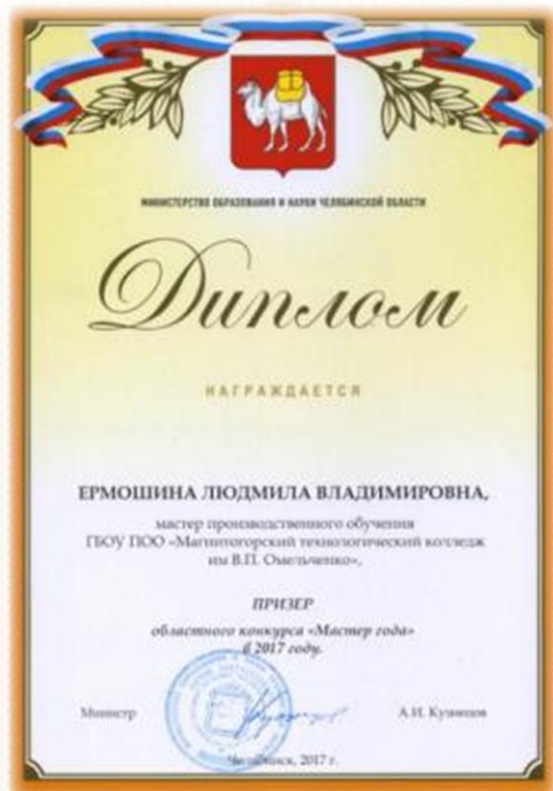 МИНИСТЕРСТВО ОБРАЗОВАНИЯ И НАУКИ ЧЕЛЯБИНСКОЙ ОБЛАСТИ
Диплом
НАГРАЖДАЕТСЯ
ЕРМОШИНА ЛЮДМИЛА ВЛАДИМИРОВНА,
мастер производственного обучения
ГБОУ ПОО «Магнитогорский технологический колледж
им В.П. Омельченко»,
ПРИЗЕР
областного конкурса «Мастер года»
в 2017 году.
Министр
А.И. Кузнецов
Челябинск, 2017 г.